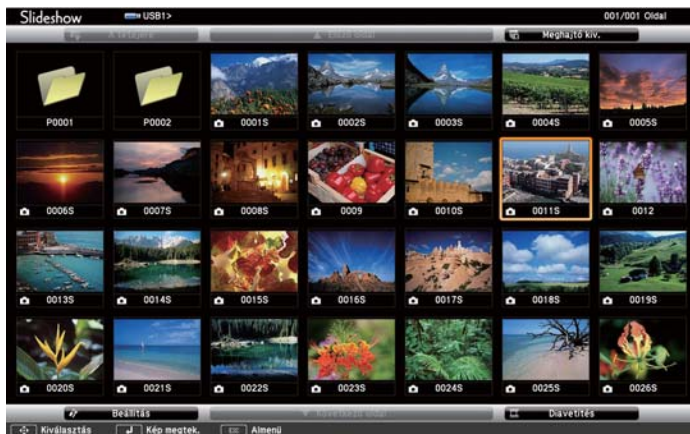 Slideshow USB1> 001/001 Oldal
A tetejére Előző oldal Meghajtó kiv.
P0001 P0002 0001S 0002S 0003S 0004S 0005S
0006S 0007S 0008S 0009 0010S 0011S 0012
0013S 0014S 0015S 0016S 0017S 0018S 0019S
0020S 0021S 0022S 0023S 0024S 0025S 0026S
Beállítás Következő oldal Diavetítés
Kiválasztás Kép megtek. Almenü